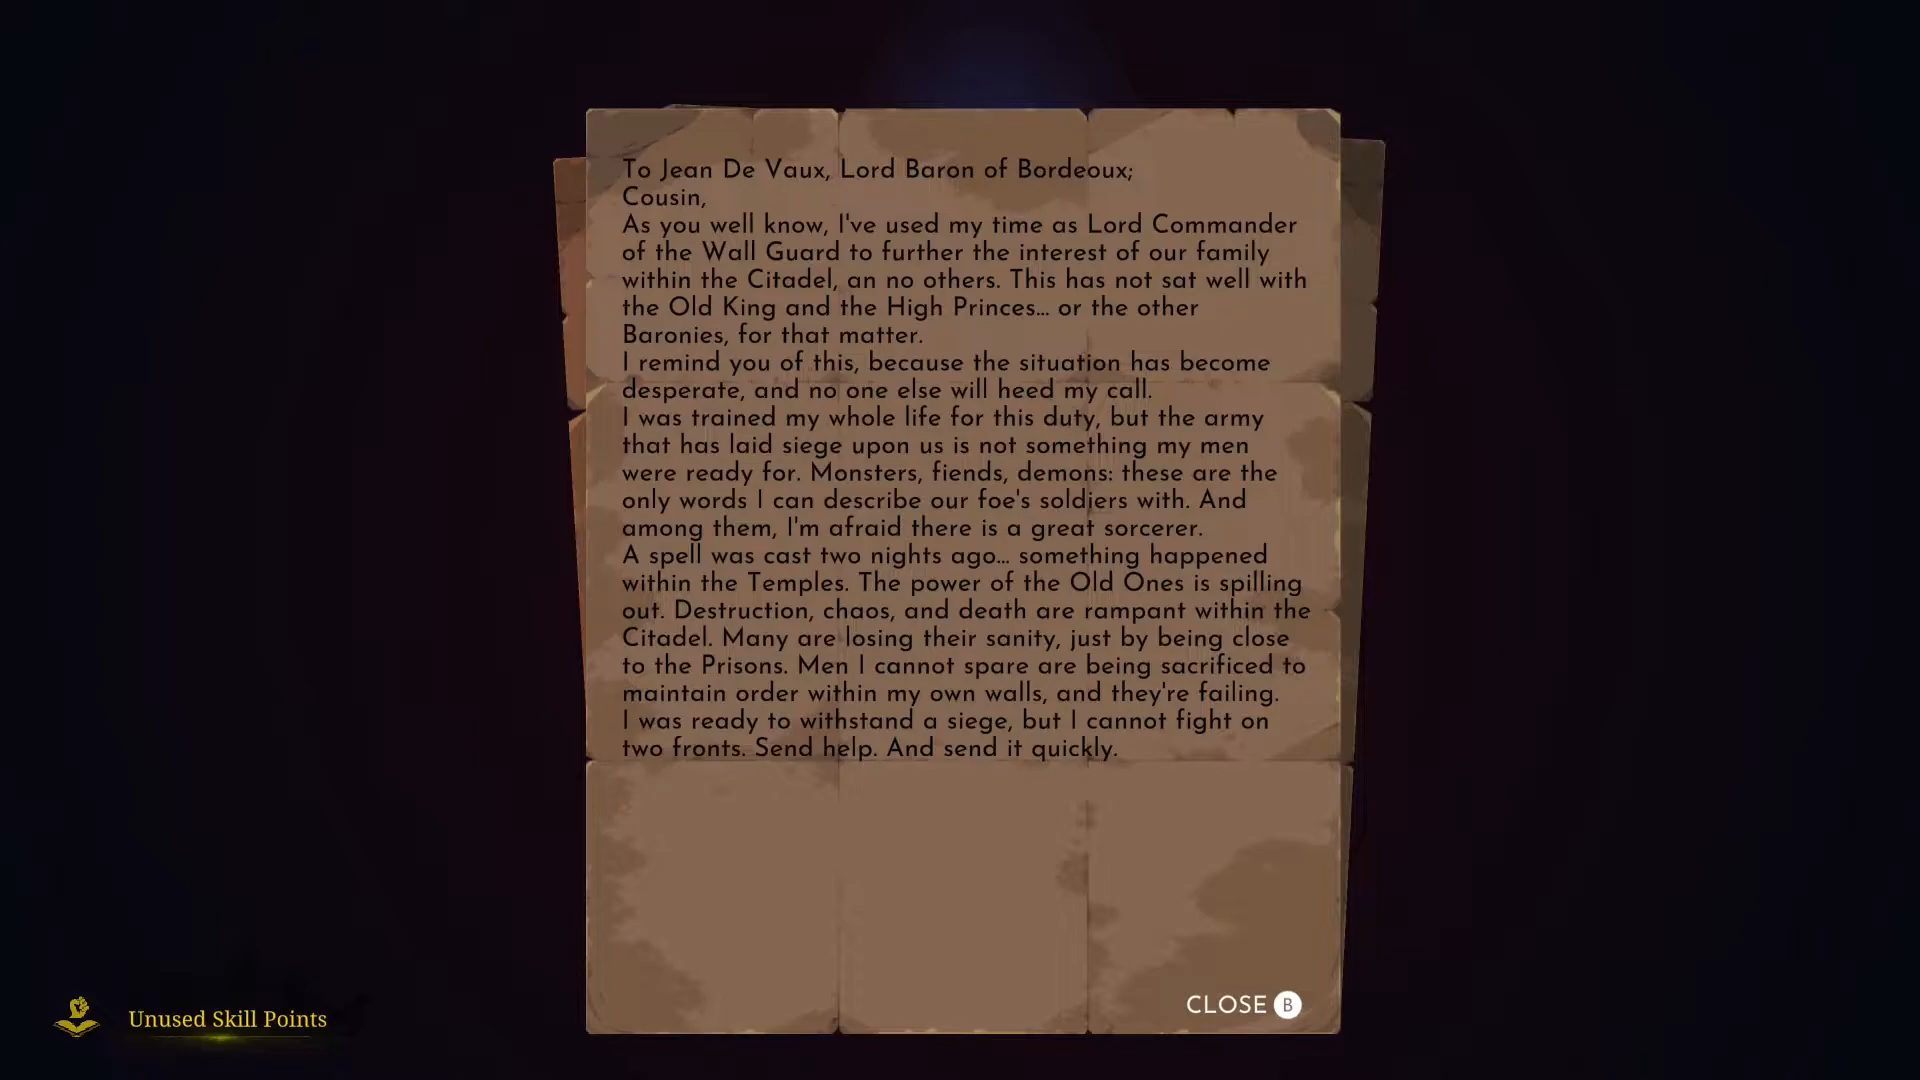 To Jean De Vaux, Lord Baron of Bordeoux;
Cousin,
As you well know, I've used my time as Lord Commander
of the Wall Guard to further the interest of our family
within the Citadel, an no others. This has not sat well with
the Old King and the High Princes... or the other
Baronies, for that matter.
I remind you of this, because the situation has become
desperate, and no one else will heed my call.
I was trained my whole life for this duty, but the army
that has laid siege upon us is not something my men
were ready for. Monsters, fiends, demons: these are the
only words I can describe our foe's soldiers with. And
among them, I'm afraid there is a great sorcerer.
A spell was cast two nights ago... something happened
within the Temples. The power of the Old Ones is spilling
out. Destruction, chaos, and death are rampant within the
Citadel. Many are losing their sanity, just by being close
to the Prisons. Men I cannot spare are being sacrificed to
maintain order within my own walls, and they're failing.
I was ready to withstand a siege, but I cannot fight on
two fronts. Send help. And send it quickly.
CLOSE B
Unused Skill Points